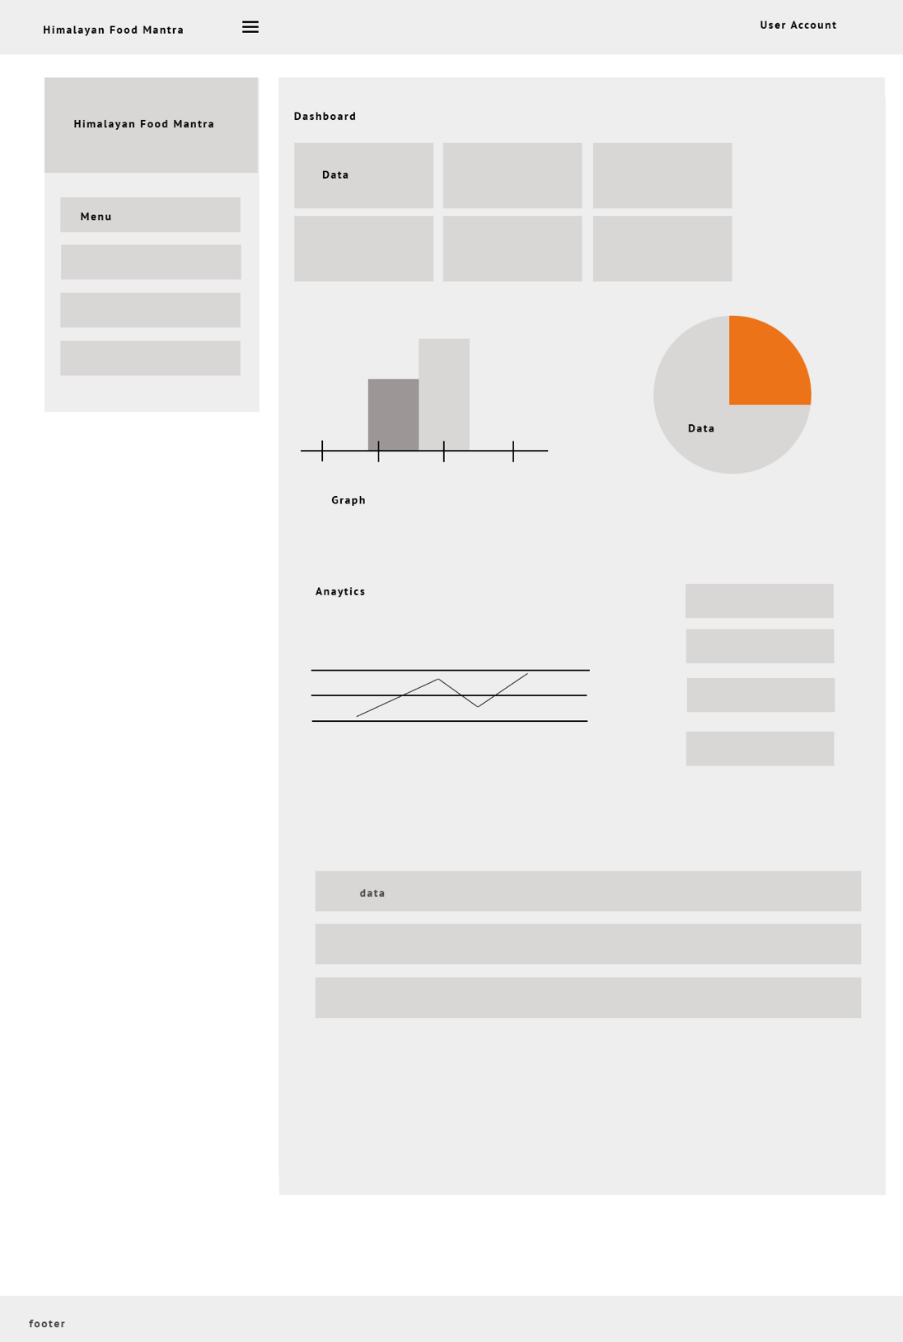 Himalayan Food Mantra
User Account
Himalayan Food Mantra
Menu
Dashboard
Data
Data
Graph
Anaytics
data
footer